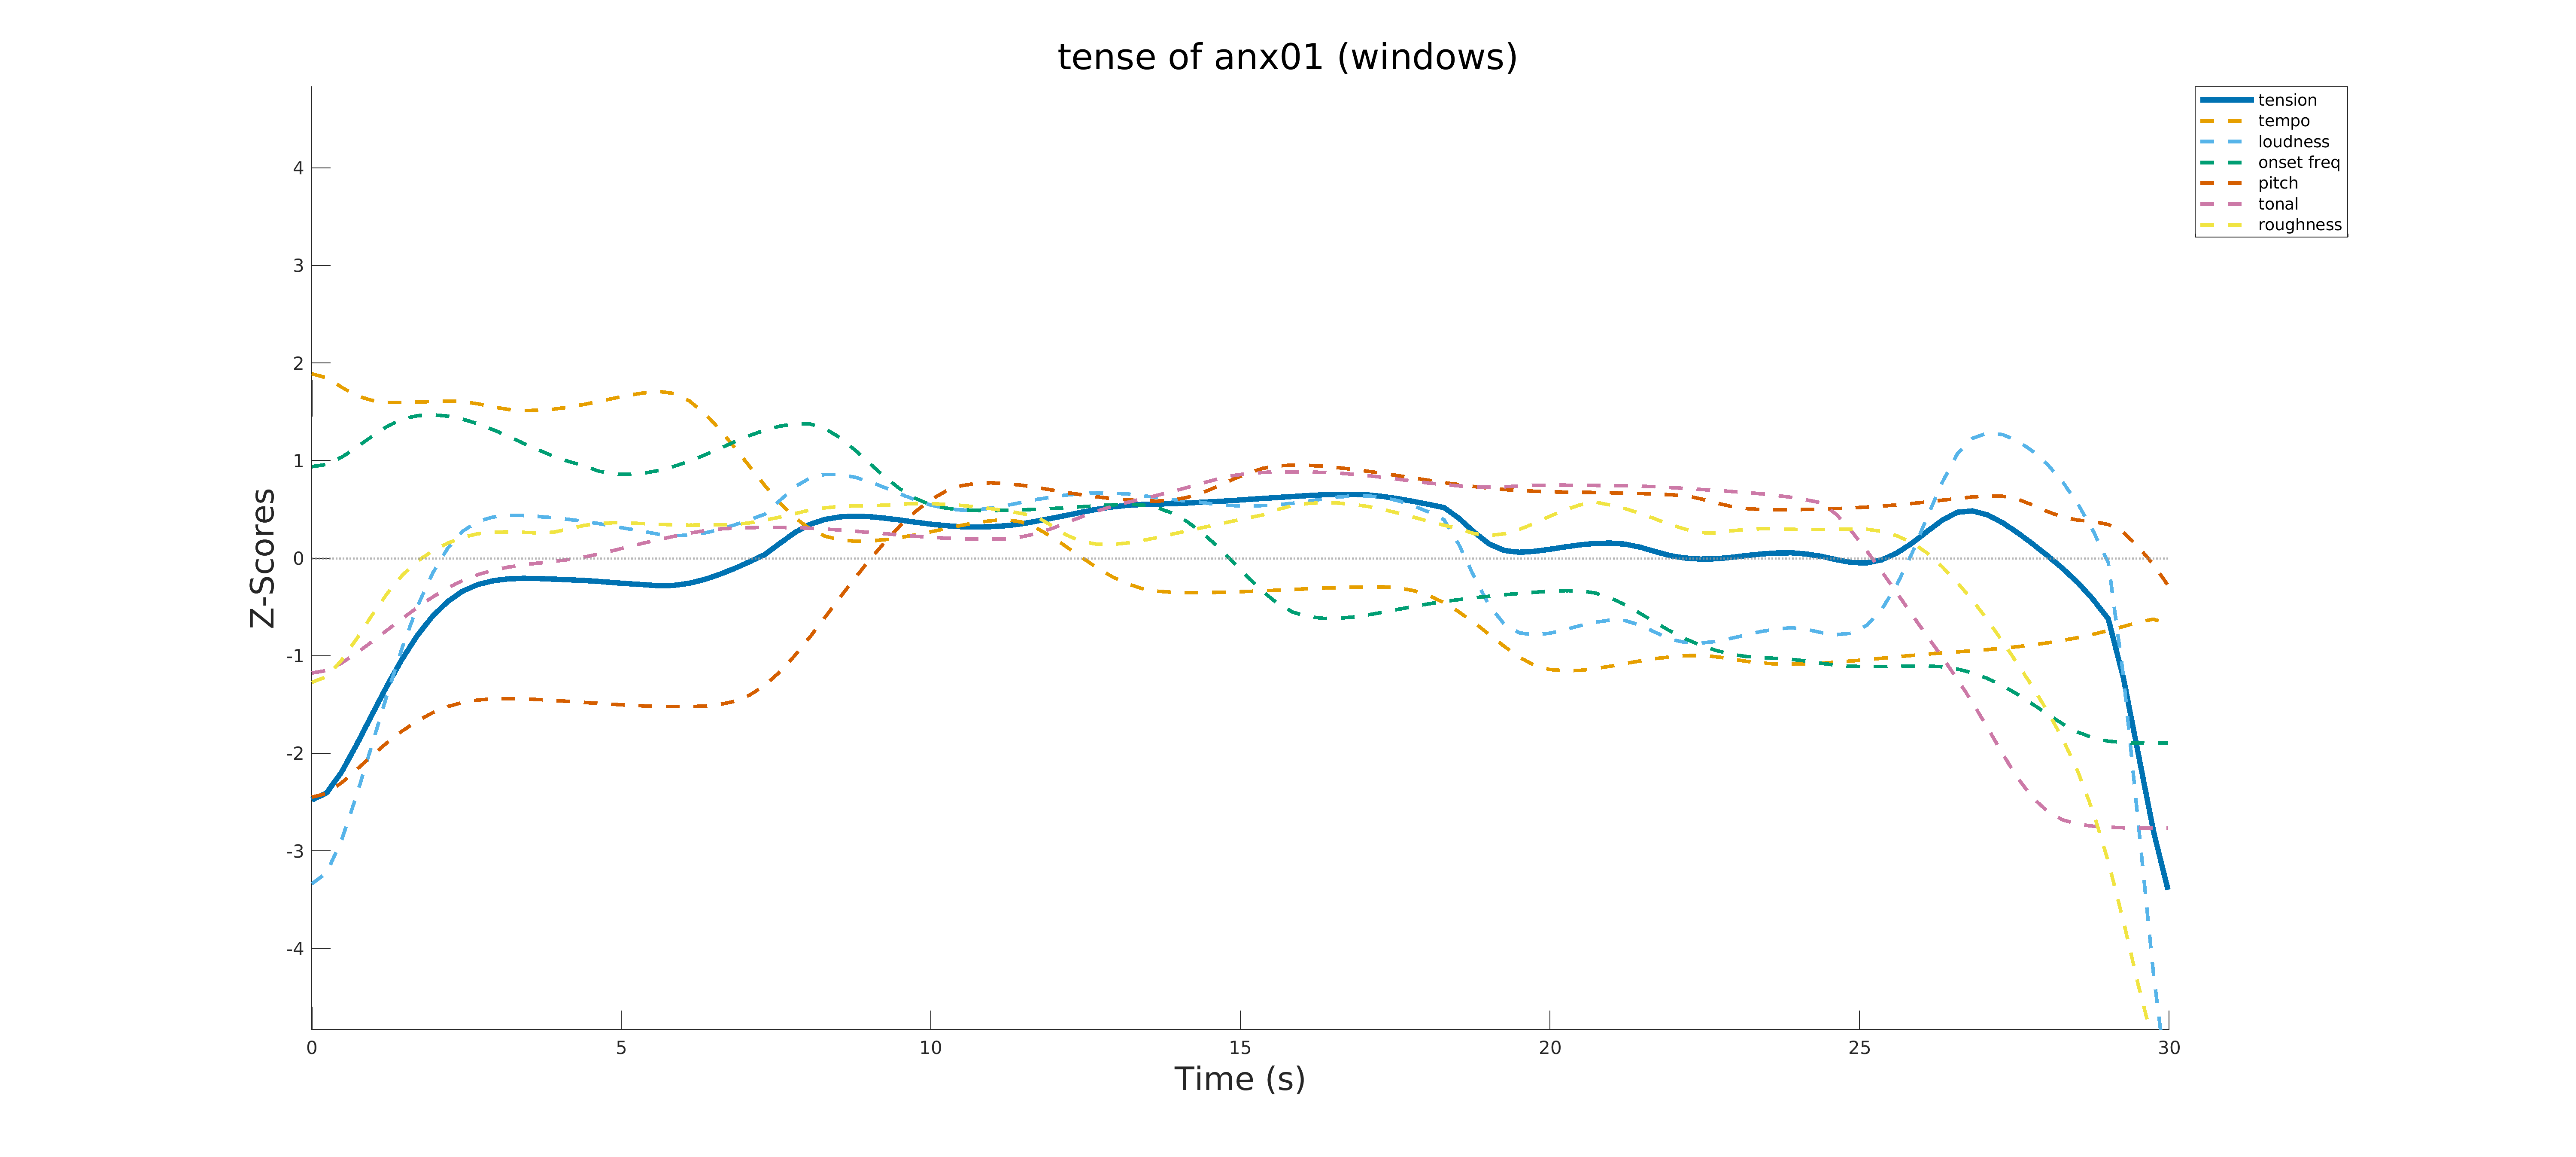 tense of anx01 (windows)
tension
tempo
loudness
onset freq
pitch
tonal
roughness
Z-Scores
4
3
2
1
0
-1
-2
-3
-4
0 5 10 15 20 25 30
Time (s)